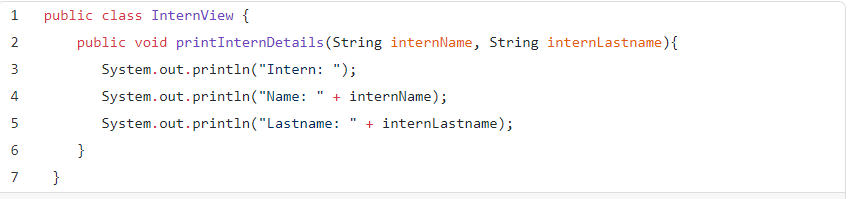 1 public class InternView {
2 public void printInternDetails(String internName, String internLastname){
3 System.out.println("Intern: ");
4 System.out.println("Name: " + internName);
5 System.out.println("Lastname: " + internLastname);
6 }
7 }